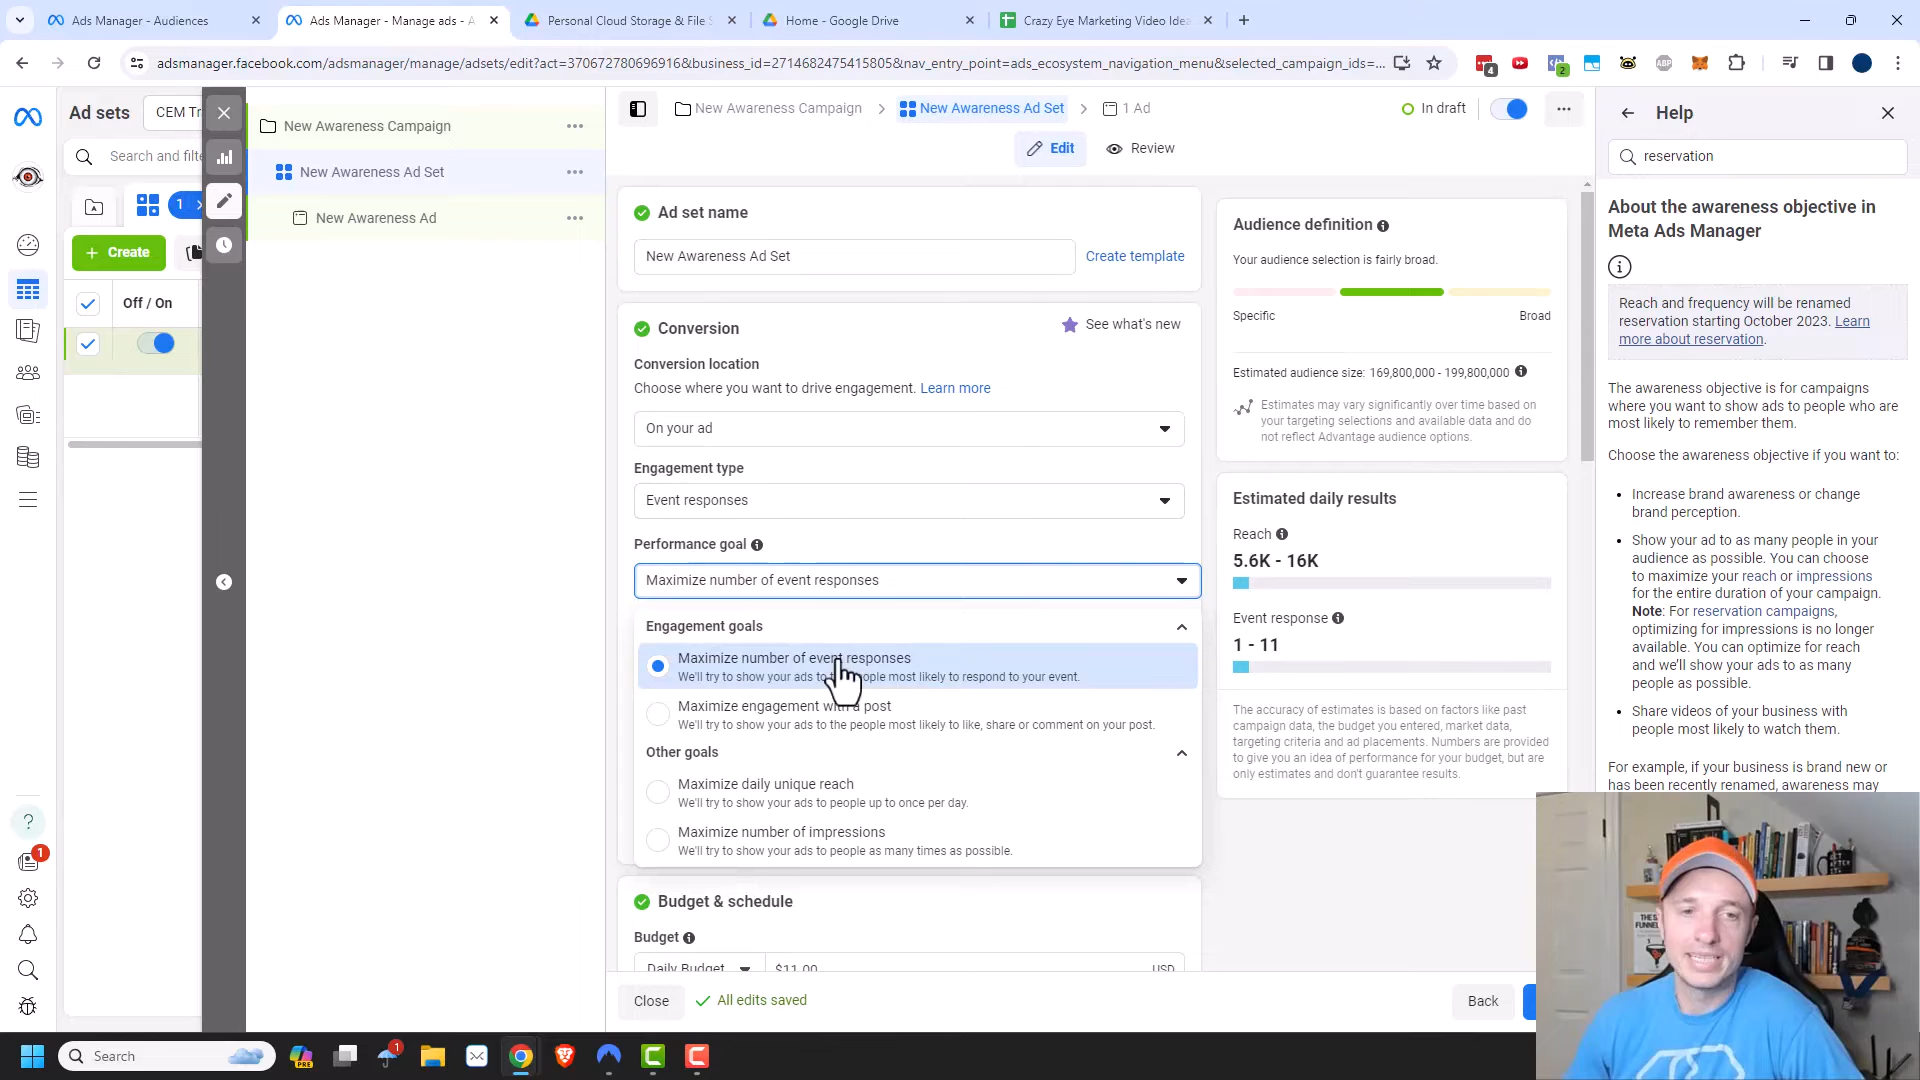 Ads Manager - Audiences
Ads Manager - Manage ads - A
Personal Cloud Storage & File S
Home - Google Drive
Crazy Eye Marketing Video Idea
adsmanager.facebook.com/adsmanager/manage/adsets/edit?act=3706727806969​16&business_id=2714682475415805&nav_entry_point=ads_ecosystem_navigation_menu&selected_campaign_ids=...
4
2
ABP
Ad sets
CEM Tr
Search and filte
1
Create
Off / On
New Awareness Campaign
New Awareness Ad Set
New Awareness Ad
New Awareness Campaign
New Awareness Ad Set
1 Ad
In draft
Edit
Review
Ad set name
New Awareness Ad Set
Create template
Conversion
See what's new
Conversion location
Choose where you want to drive engagement. Learn more
On your ad
Engagement type
Event responses
Performance goal
Maximize number of event responses
Engagement goals
Maximize number of event responses
We'll try to show your ads to people most likely to respond to your event.
Maximize engagement with a post
We'll try to show your ads to the people most likely to like, share or comment on your post.
Other goals
Maximize daily unique reach
We'll try to show your ads to people up to once per day.
Maximize number of impressions
We'll try to show your ads to people as many times as possible.
Budget & schedule
Budget
Daily Budget
$11.00
USD
Close
All edits saved
Back
Audience definition
Your audience selection is fairly broad.
Specific
Broad
Estimated audience size: 169,800,000 - 199,800,000
Estimates may vary significantly over time based on
your targeting selections and available data and do
not reflect Advantage audience options.
Estimated daily results
Reach
5.6K - 16K
Event response
1 - 11
The accuracy of estimates is based on factors like past
campaign data, the budget you entered, market data,
targeting criteria and ad placements. Numbers are provided
to give you an idea of performance for your budget, but are
only estimates and don't guarantee results.
Help
reservation
About the awareness objective in
Meta Ads Manager
Reach and frequency will be renamed
reservation starting October 2023. Learn
more about reservation.
The awareness objective is for campaigns
where you want to show ads to people who are
most likely to remember them.
Choose the awareness objective if you want to:
Increase brand awareness or change
brand perception.
Show your ad to as many people in your
audience as possible. You can choose
to maximize your reach or impressions
for the entire duration of your campaign.
Note: For reservation campaigns,
optimizing for impressions is no longer
available. You can optimize for reach
and we'll show your ads to as many
people as possible.
Share videos of your business with
people most likely to watch them.
For example, if your business is brand new or
has been recently renamed, awareness may
1
Search
PRE
1